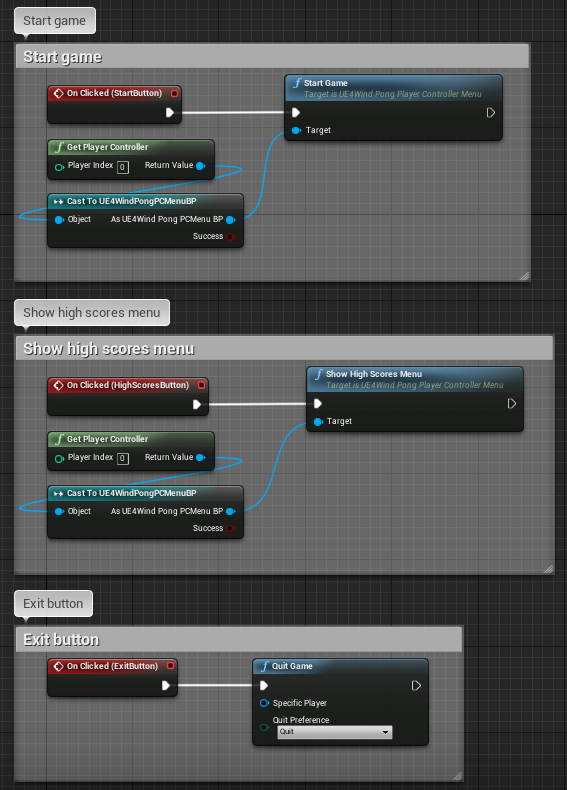 Start game
Start game
On Clicked (StartButton)
Start Game
Target is UE4Wind Pong Player Controller Menu
Target
Get Player Controller
Player Index 0 Return Value
Cast To UE4WindPongPCMenuBP
Object As UE4Wind Pong PCMenu BP
Success
Show high scores menu
Show high scores menu
On Clicked (HighScoresButton)
Show High Scores Menu
Target is UE4Wind Pong Player Controller Menu
Target
Get Player Controller
Player Index 0 Return Value
Cast To UE4WindPongPCMenuBP
Object As UE4Wind Pong PCMenu BP
Success
Exit button
Exit button
On Clicked (ExitButton)
Quit Game
Specific Player
Quit Preference
Quit